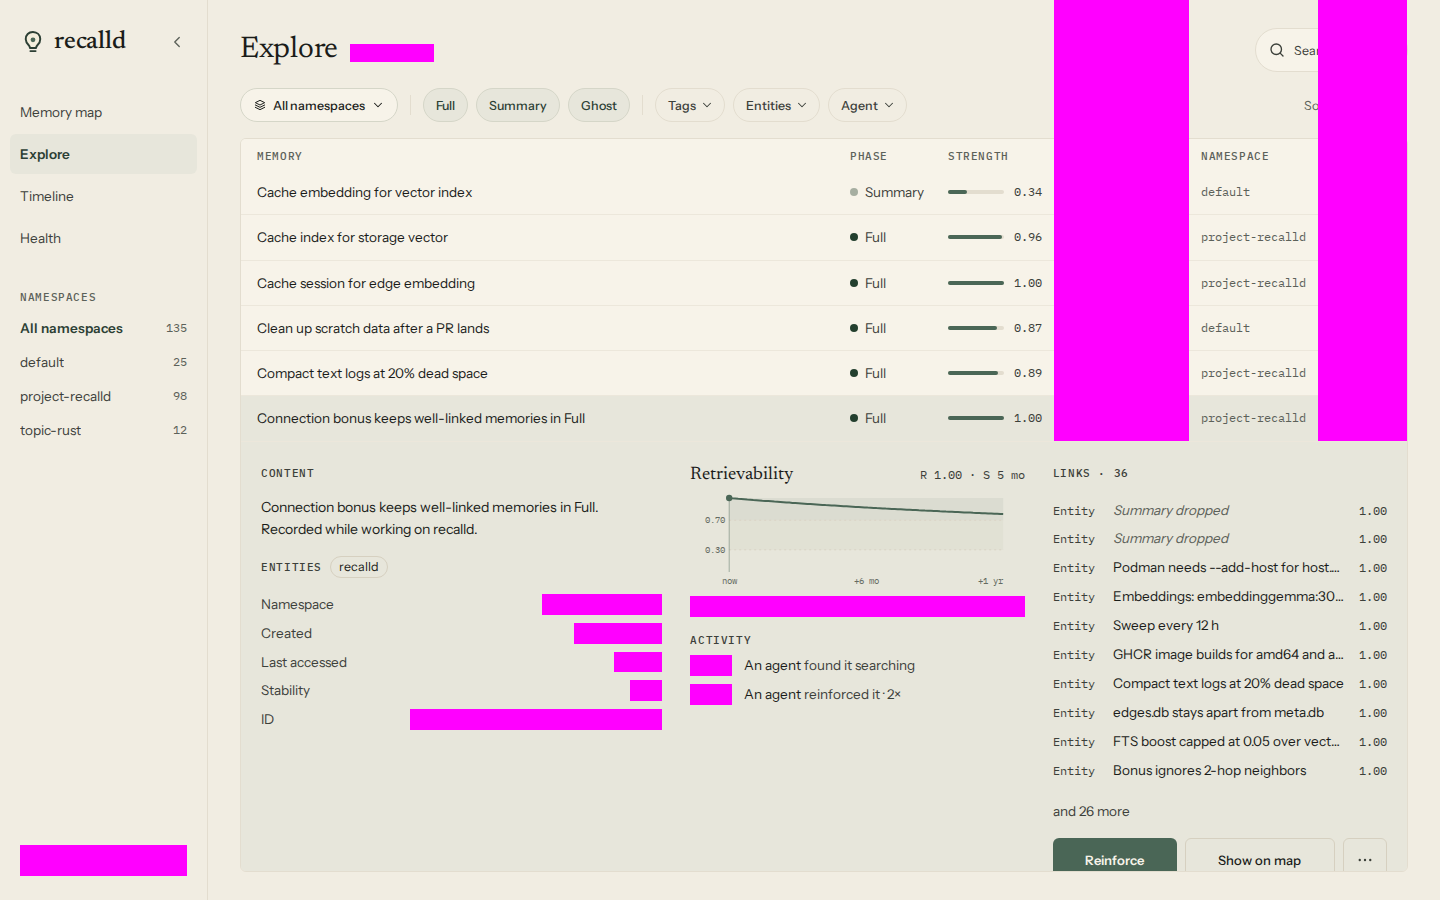 recalld
Memory map
Explore
Timeline
Health
NAMESPACES
All namespaces 135
default 25
project-recalld 98
topic-rust 12
Explore
All namespaces Full Summary Ghost Tags Entities Agent
MEMORY PHASE STRENGTH NAMESPACE
Cache embedding for vector index Summary 0.34 default
Cache index for storage vector Full 0.96 project-recalld
Cache session for edge embedding Full 1.00 project-recalld
Clean up scratch data after a PR lands Full 0.87 default
Compact text logs at 20% dead space Full 0.89 project-recalld
Connection bonus keeps well-linked memories in Full Full 1.00 project-recalld
CONTENT
Connection bonus keeps well-linked memories in Full.
Recorded while working on recalld.
ENTITIES recalld
Namespace
Created
Last accessed
Stability
ID
Retrievability R 1.00 · S 5 mo
0.70
0.30
now +6 mo +1 yr
ACTIVITY
An agent found it searching
An agent reinforced it · 2×
LINKS · 36
Entity Summary dropped 1.00
Entity Summary dropped 1.00
Entity Podman needs --add-host for host.… 1.00
Entity Embeddings: embeddinggemma:30… 1.00
Entity Sweep every 12 h 1.00
Entity GHCR image builds for amd64 and a… 1.00
Entity Compact text logs at 20% dead space 1.00
Entity edges.db stays apart from meta.db 1.00
Entity FTS boost capped at 0.05 over vect… 1.00
Entity Bonus ignores 2-hop neighbors 1.00
and 26 more
Reinforce Show on map ···